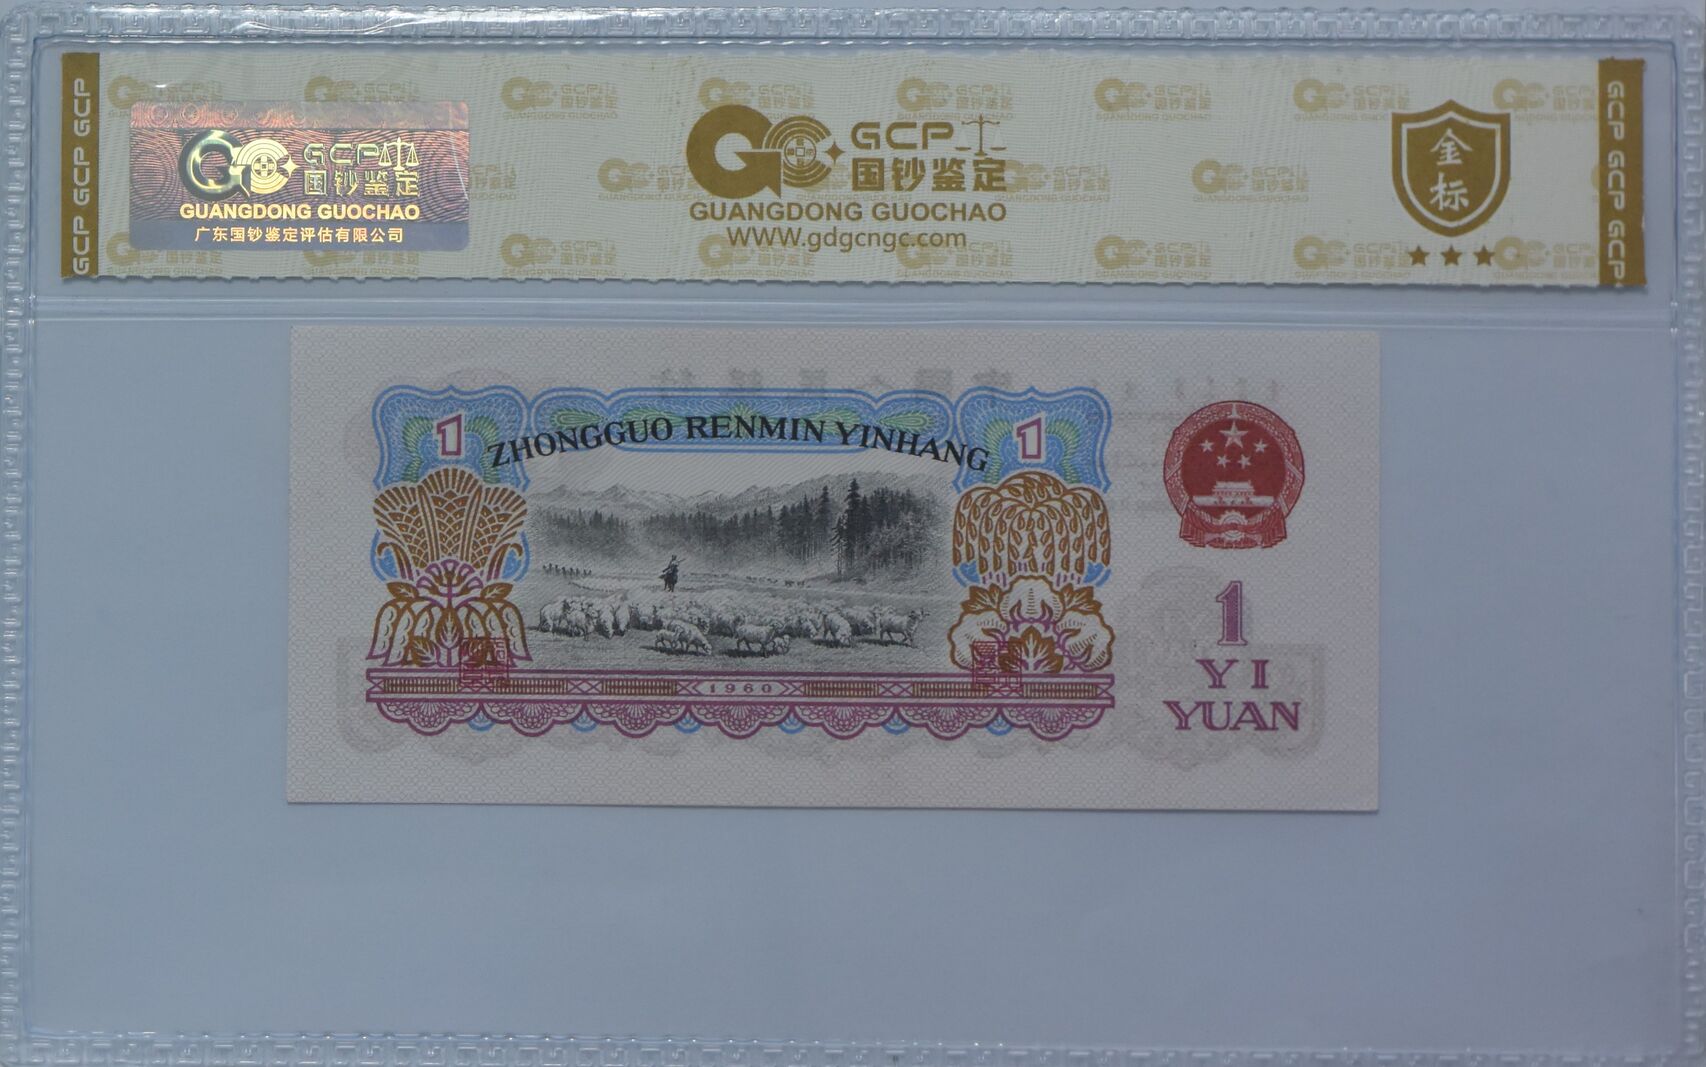 GCP GCP GCP
GCP
国钞鉴定
GUANGDONG GUOCHAO
广东国钞鉴定评估有限公司
GCP
国钞鉴定
GUANGDONG GUOCHAO
WWW.gdgcngc.com
金
标
GCP GCP GCP
1
ZHONGGUO RENMIN YINHANG
1
1960
1
YI
YUAN